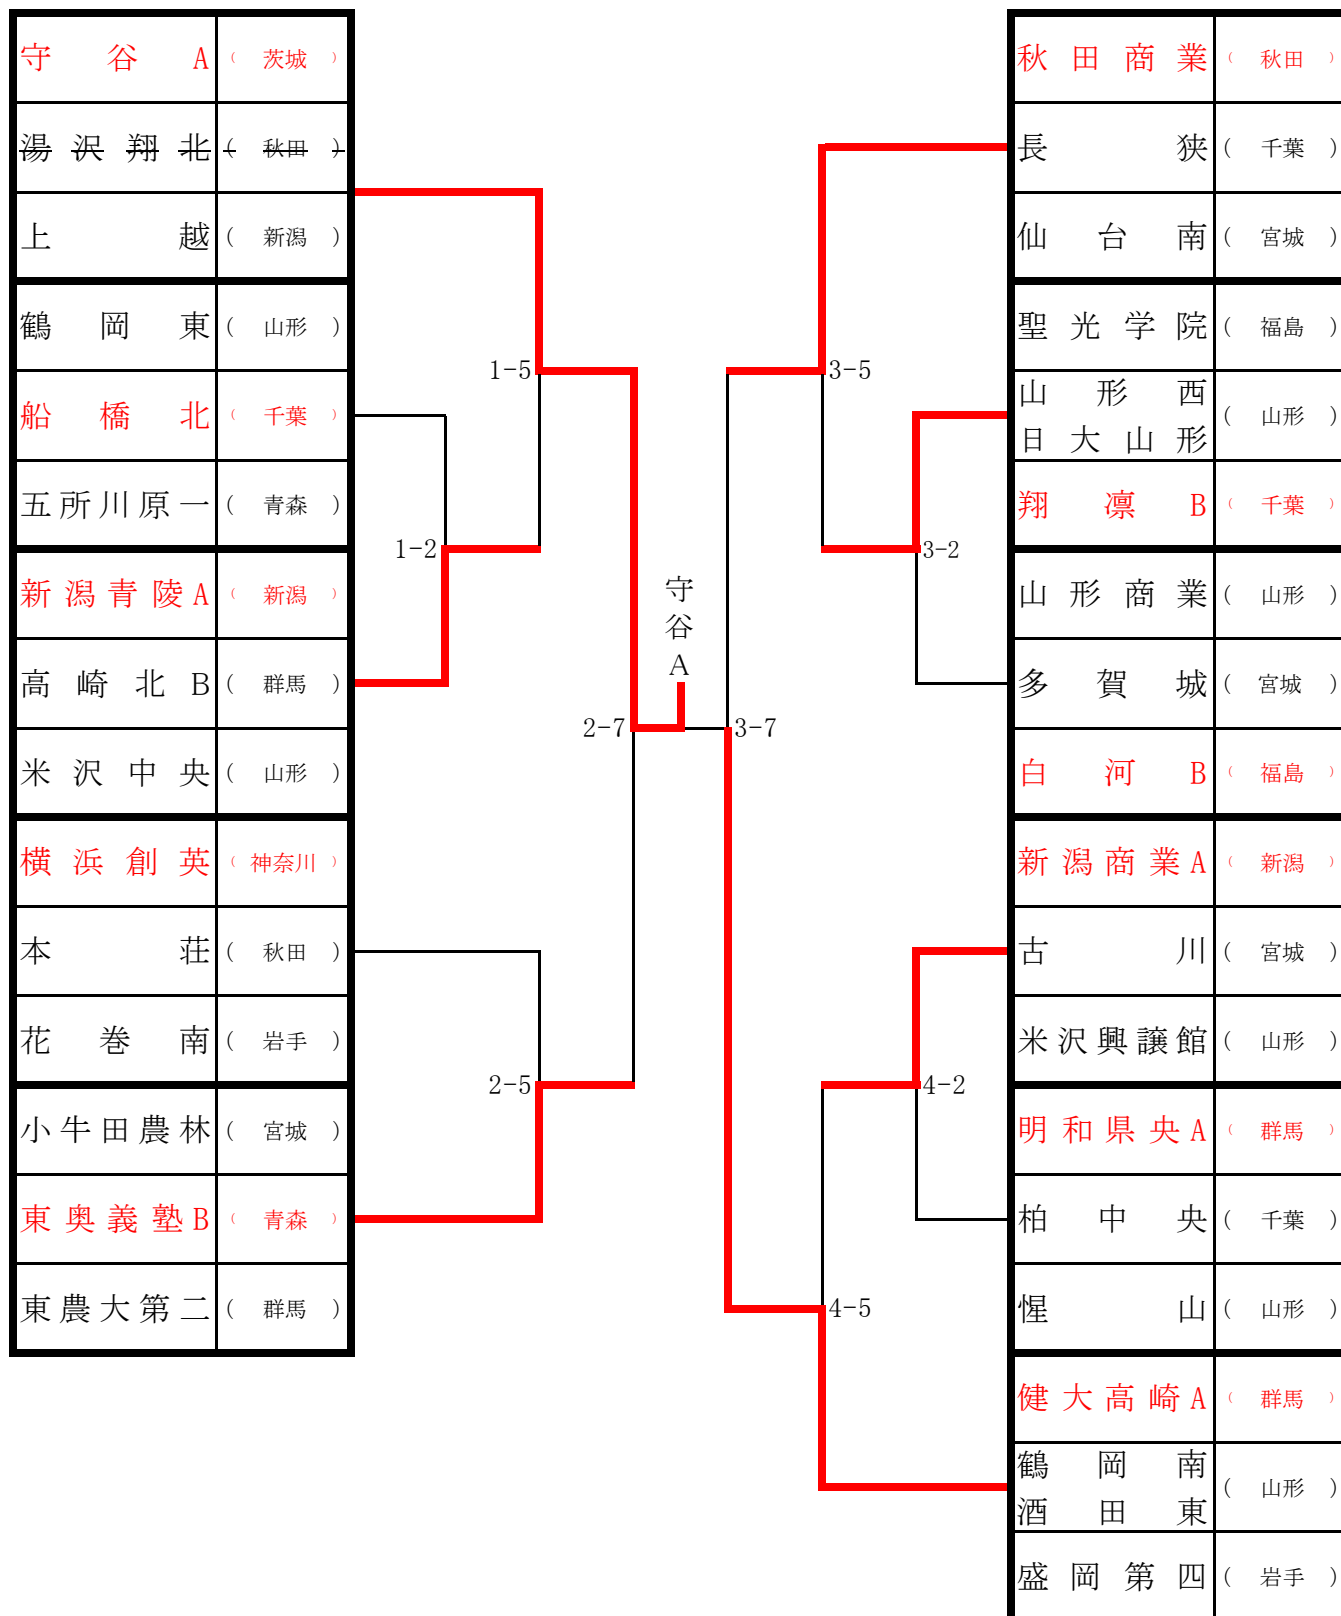 守谷A（茨城）
湯沢翔北（秋田）
上越（新潟）
鶴岡東（山形）
船橋北（千葉）
五所川原一（青森）
新潟青陵A（新潟）
高崎北B（群馬）
米沢中央（山形）
横浜創英（神奈川）
本荘（秋田）
花巻南（岩手）
小牛田農林（宮城）
東奥義塾B（青森）
東農大第二（群馬）
1-5
1-2
2-7
2-5
守谷A
3-5
3-2
3-7
4-2
4-5
秋田商業（秋田）
長狭（千葉）
仙台南（宮城）
聖光学院（福島）
山形西
日大山形
（山形）
翔凛B（千葉）
山形商業（山形）
多賀城（宮城）
白河B（福島）
新潟商業A（新潟）
古川（宮城）
米沢興譲館（山形）
明和県央A（群馬）
柏中央（千葉）
惺山（山形）
健大高崎A（群馬）
鶴岡南
酒田東
（山形）
盛岡第四（岩手）